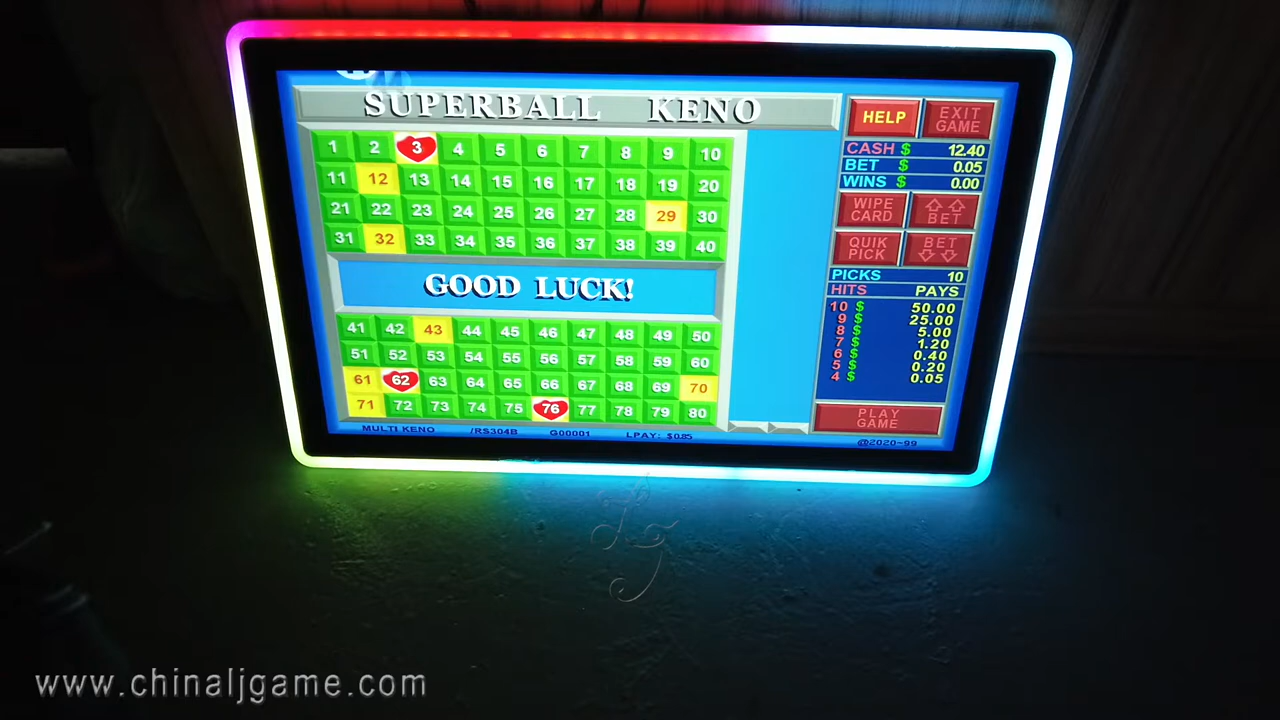 SUPERBALL KENO
1 2 3 4 5 6 7 8 9 10
11 12 13 14 15 16 17 18 19 20
21 22 23 24 25 26 27 28 29 30
31 32 33 34 35 36 37 38 39 40
GOOD LUCK!
41 42 43 44 45 46 47 48 49 50
51 52 53 54 55 56 57 58 59 60
61 62 63 64 65 66 67 68 69 70
71 72 73 74 75 76 77 78 79 80
MULTI KENO /RS304B G00001 LPAY: $0.85
HELP
EXIT
GAME
CASH $ 12.40
BET $ 0.05
WINS $ 0.00
WIPE
CARD
BET
QUIK
PICK
BET
PICKS 10
HITS PAYS
10 $ 50.00
9 $ 25.00
8 $ 5.00
7 $ 1.20
6 $ 0.40
5 $ 0.20
4 $ 0.05
PLAY
GAME
@2020-99
www.chinaljgame.com